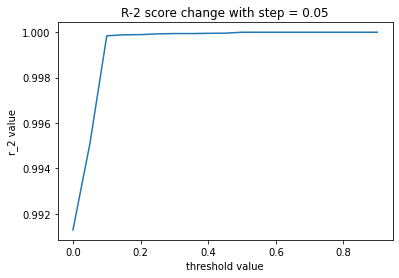 R-2 score change with step = 0.05
1.000
0.998
0.996
0.994
0.992
r_2 value
0.0 0.2 0.4 0.6 0.8
threshold value